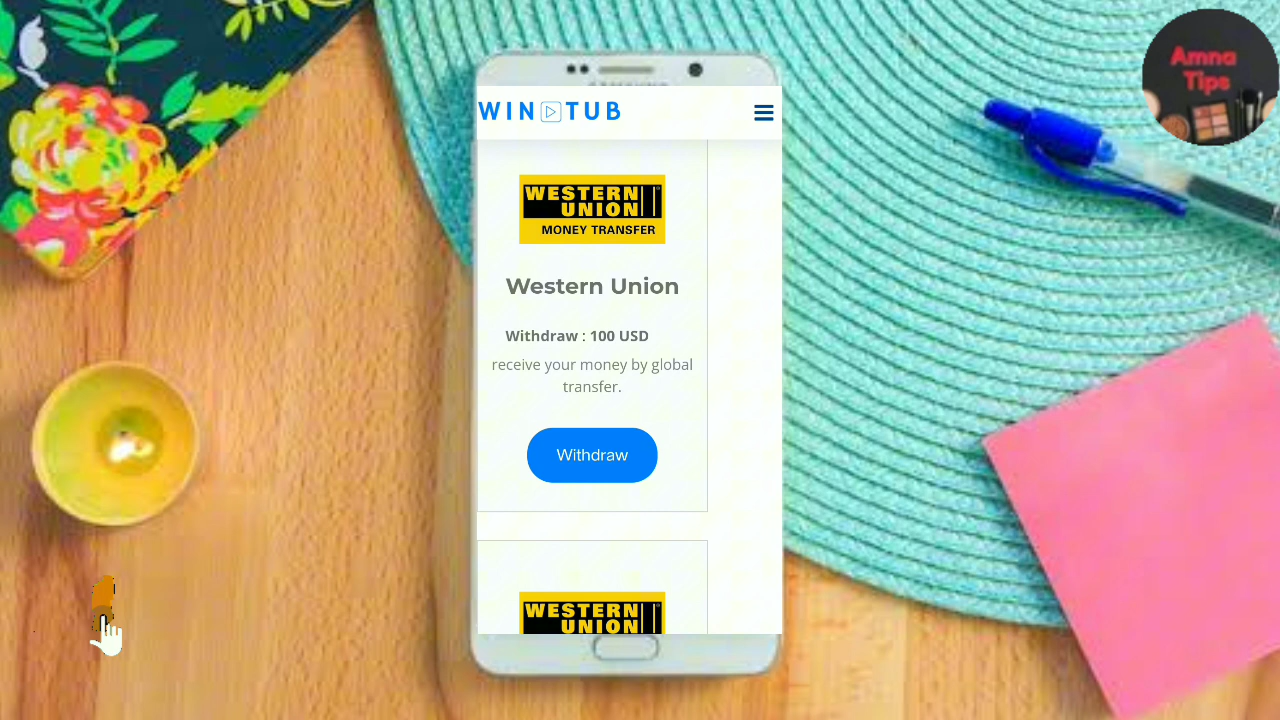 Amna
Tips
WIN TUB
WESTERN
UNION
MONEY TRANSFER
Western Union
Withdraw : 100 USD
receive your money by global
transfer.
Withdraw
WESTERN
UNION